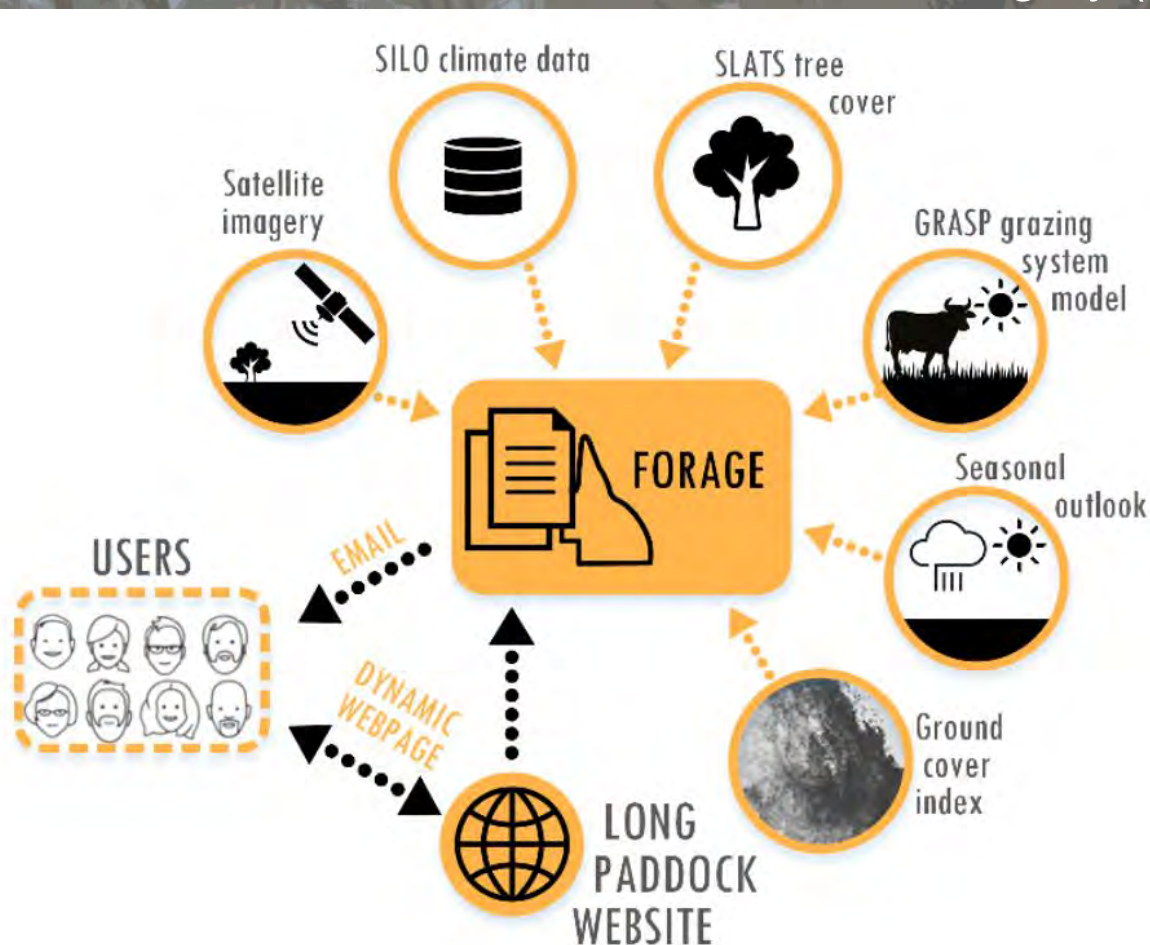 SILO climate data
SLATS tree
cover
Satellite
imagery
GRASP grazing
system
model
FORAGE
Seasonal
outlook
USERS
EMAIL
DYNAMIC
WEBPAGE
Ground
cover
index
LONG
PADDOCK
WEBSITE